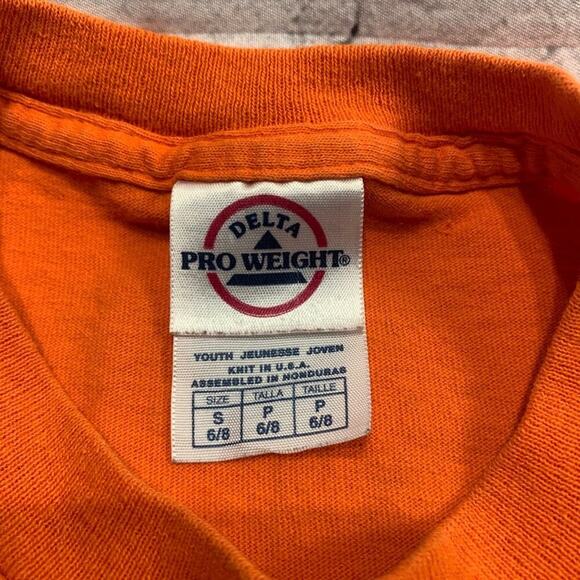 DELTA
PRO WEIGHT®
YOUTH JEUNESSE JOVEN
KNIT IN U.S.A.
ASSEMBLED IN HONDURAS
SIZE TALLA TAILLE
S P P
6/8 6/8 6/8